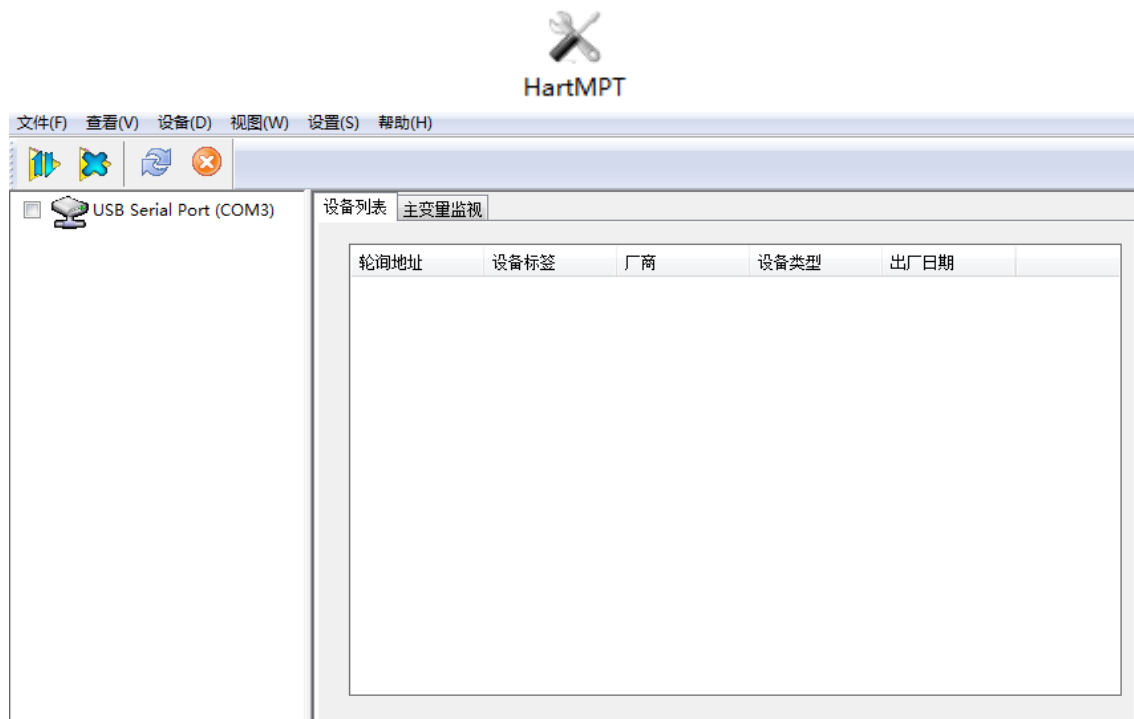 HartMPT
文件(F) 查看(V) 设备(D) 视图(W) 设置(S) 帮助(H)
USB Serial Port (COM3)
设备列表 主变量监视
轮询地址 设备标签 厂商 设备类型 出厂日期